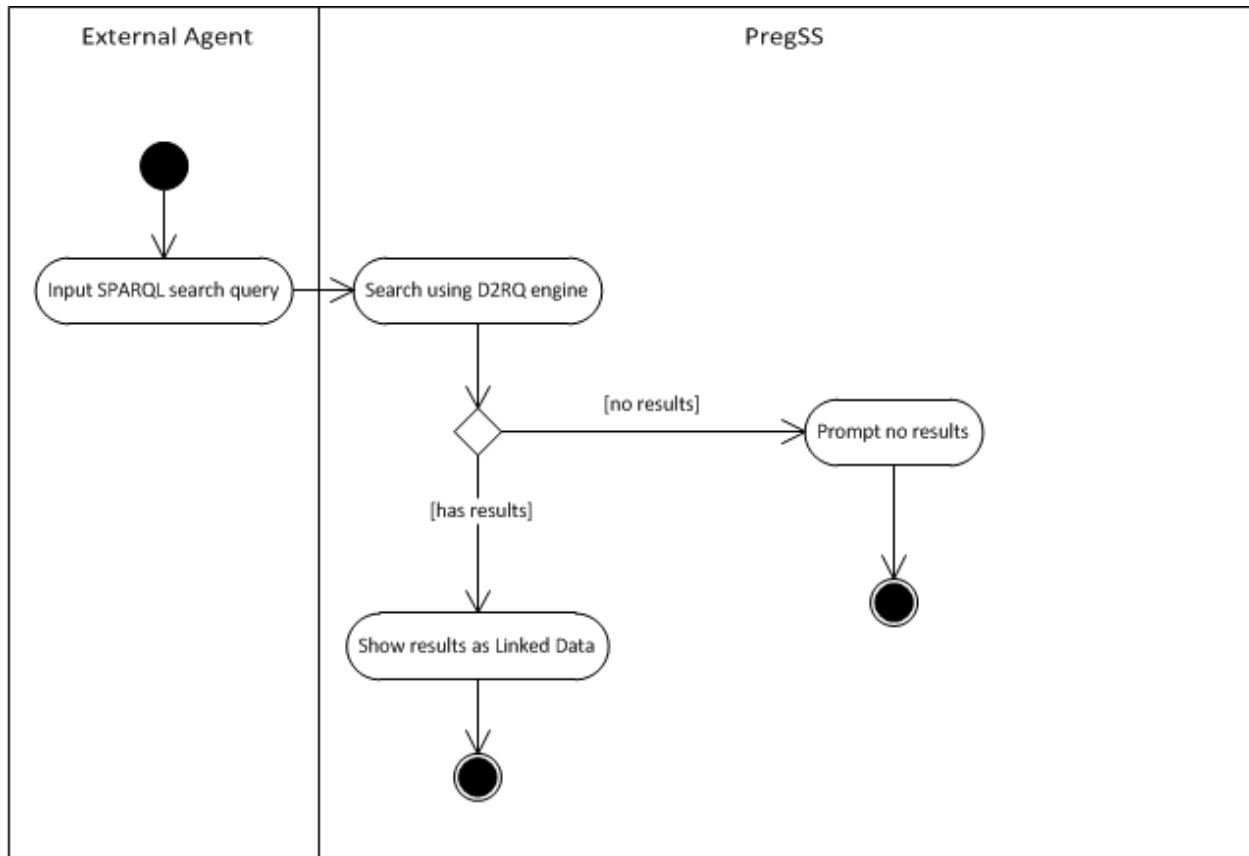 External Agent
PregSS
Input SPARQL search query
Search using D2RQ engine
[no results]
Prompt no results
[has results]
Show results as Linked Data